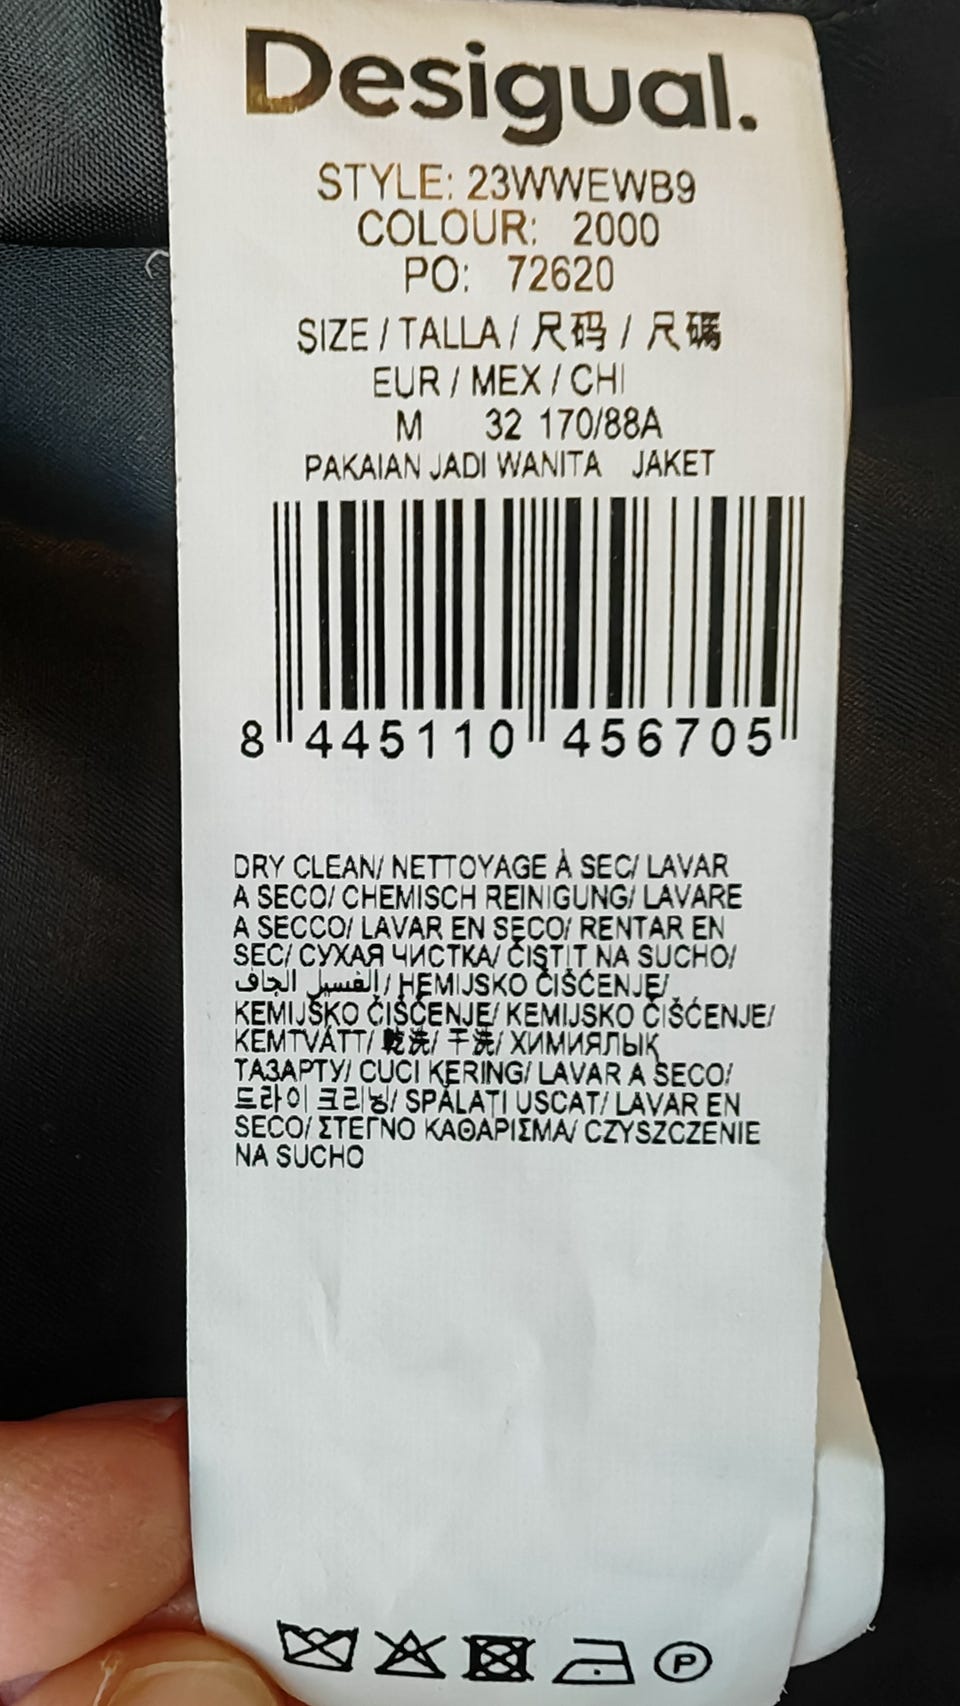 Desigual.
STYLE: 23WWEWB9
COLOUR: 2000
PO: 72620
SIZE / TALLA / 尺码 / 尺碼
EUR / MEX / CHI
M 32 170/88A
PAKAIAN JADI WANITA JAKET
8 445110 456705
DRY CLEAN/ NETTOYAGE À SEC/ LAVAR
A SECO/ CHEMISCH REINIGUNG/ LAVARE
A SECCO/ LAVAR EN SECO/ RENTAR EN
SEC/ СУХАЯ ЧИСТКА/ ČISTIT NA SUCHO/
الغسيل الجاف/ HEMIJSKO ČIŠĆENJE/
KEMIJSKO ČIŠĆENJE/ KEMIJSKO ČIŠĆENJE/
KEMTVÄTT/ 乾洗/ 干洗/ ХИМИЯЛЫҚ
ТАЗАРТУ/ CUCI KERING/ LAVAR A SECO/
드라이 크리닝/ SPĂLAȚI USCAT/ LAVAR EN
SECO/ ΣΤΕΓΝΟ ΚΑΘΑΡΙΣΜΑ/ CZYSZCZENIE
NA SUCHO
P